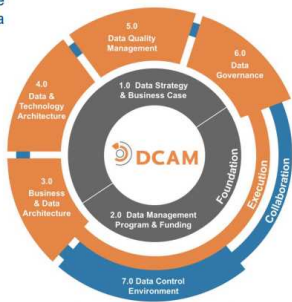 e
a
5.0
Data Quality
Management
6.0
Data
Governance
4.0
Data &
Technology
Architecture
1.0 Data Strategy
& Business Case
DCAM
3.0
Business
& Data
Architecture
2.0 Data Management
Program & Funding
Foundation
Execution
Collaboration
7.0 Data Control
Environment